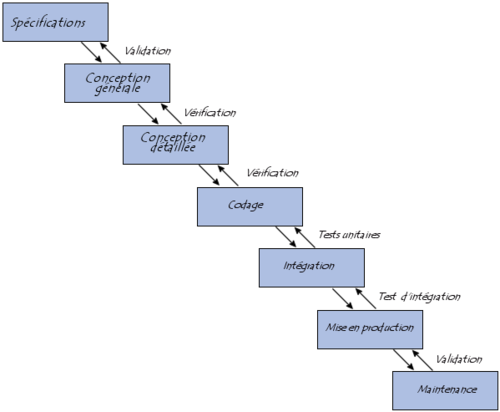 Spécifications
Validation
Conception
générale
Vérification
Conception
détaillée
Vérification
Codage
Tests unitaires
Intégration
Test d'intégration
Mise en production
Validation
Maintenance